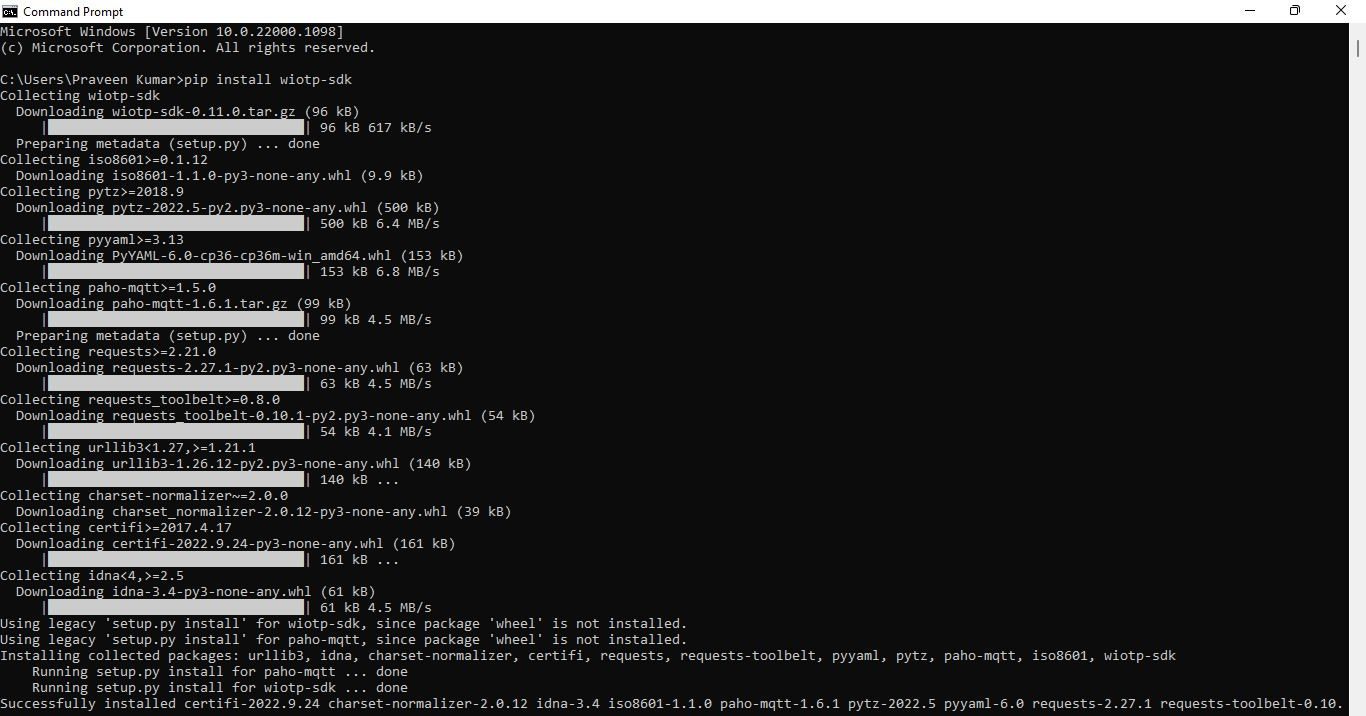 Command Prompt
Microsoft Windows [Version 10.0.22000.1098]
(c) Microsoft Corporation. All rights reserved.
C:\Users\Praveen Kumar>pip install wiotp-sdk
Collecting wiotp-sdk
Downloading wiotp-sdk-0.11.0.tar.gz (96 kB)
| | 96 kB 617 kB/s
Preparing metadata (setup.py) ... done
Collecting iso8601>=0.1.12
Downloading iso8601-1.1.0-py3-none-any.whl (9.9 kB)
Collecting pytz>=2018.9
Downloading pytz-2022.5-py2.py3-none-any.whl (500 kB)
| | 500 kB 6.4 MB/s
Collecting pyyaml>=3.13
Downloading PyYAML-6.0-cp36-cp36m-win_amd64.whl (153 kB)
| | 153 kB 6.8 MB/s
Collecting paho-mqtt>=1.5.0
Downloading paho-mqtt-1.6.1.tar.gz (99 kB)
| | 99 kB 4.5 MB/s
Preparing metadata (setup.py) ... done
Collecting requests>=2.21.0
Downloading requests-2.27.1-py2.py3-none-any.whl (63 kB)
| | 63 kB 4.5 MB/s
Collecting requests_toolbelt>=0.8.0
Downloading requests_toolbelt-0.10.1-py2.py3-none-any.whl (54 kB)
| | 54 kB 4.1 MB/s
Collecting urllib3<1.27,>=1.21.1
Downloading urllib3-1.26.12-py2.py3-none-any.whl (140 kB)
| | 140 kB ...
Collecting charset-normalizer~=2.0.0
Downloading charset_normalizer-2.0.12-py3-none-any.whl (39 kB)
Collecting certifi>=2017.4.17
Downloading certifi-2022.9.24-py3-none-any.whl (161 kB)
| | 161 kB ...
Collecting idna<4,>=2.5
Downloading idna-3.4-py3-none-any.whl (61 kB)
| | 61 kB 4.5 MB/s
Using legacy 'setup.py install' for wiotp-sdk, since package 'wheel' is not installed.
Using legacy 'setup.py install' for paho-mqtt, since package 'wheel' is not installed.
Installing collected packages: urllib3, idna, charset-normalizer, certifi, requests, requests-toolbelt, pyyaml, pytz, paho-mqtt, iso8601, wiotp-sdk
Running setup.py install for paho-mqtt ... done
Running setup.py install for wiotp-sdk ... done
Successfully installed certifi-2022.9.24 charset-normalizer-2.0.12 idna-3.4 iso8601-1.1.0 paho-mqtt-1.6.1 pytz-2022.5 pyyaml-6.0 requests-2.27.1 requests-toolbelt-0.10.